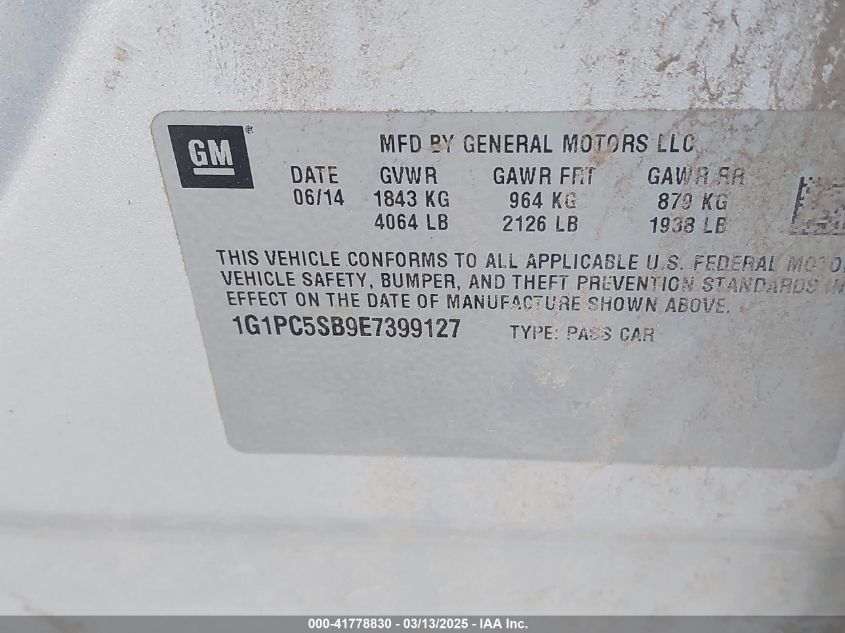 GM®
MFD BY GENERAL MOTORS LLC
DATE GVWR GAWR FRT GAWR RR
06/14 1843 KG 964 KG 879 KG
4064 LB 2126 LB 1938 LB
THIS VEHICLE CONFORMS TO ALL APPLICABLE U.S. FEDERAL MOTOR
VEHICLE SAFETY, BUMPER, AND THEFT PREVENTION STANDARDS IN
EFFECT ON THE DATE OF MANUFACTURE SHOWN ABOVE.
1G1PC5SB9E7399127 TYPE: PASS CAR
000-41778830 - 03/13/2025 - IAA Inc.